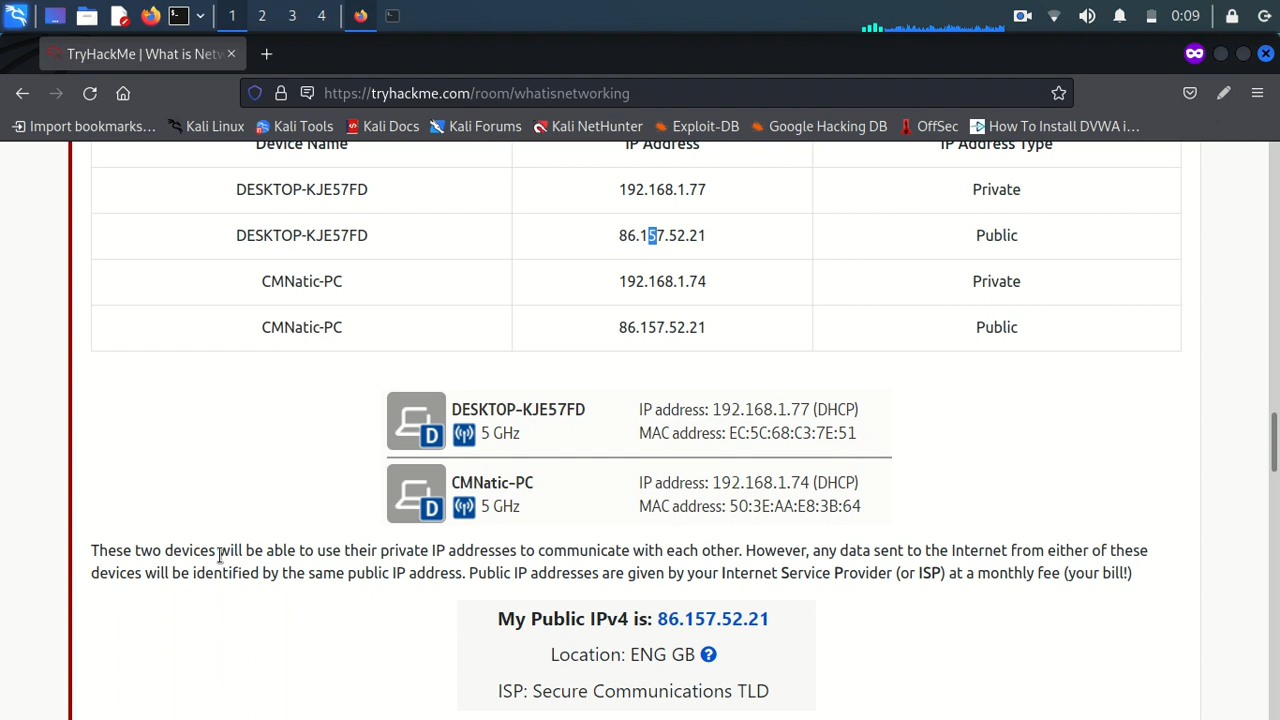 1 2 3 4 0:09
TryHackMe | What is Netw
https://tryhackme.com/room/whatisnetworking
Import bookmarks… Kali Linux Kali Tools Kali Docs Kali Forums Kali NetHunter Exploit-DB Google Hacking DB OffSec How To Install DVWA i…
Device Name IP Address IP Address Type
DESKTOP-KJE57FD 192.168.1.77 Private
DESKTOP-KJE57FD 86.157.52.21 Public
CMNatic-PC 192.168.1.74 Private
CMNatic-PC 86.157.52.21 Public
DESKTOP-KJE57FD IP address: 192.168.1.77 (DHCP)
D 5 GHz MAC address: EC:5C:68:C3:7E:51
CMNatic-PC IP address: 192.168.1.74 (DHCP)
D 5 GHz MAC address: 50:3E:AA:E8:3B:64
These two devices will be able to use their private IP addresses to communicate with each other. However, any data sent to the Internet from either of these
devices will be identified by the same public IP address. Public IP addresses are given by your Internet Service Provider (or ISP) at a monthly fee (your bill!)
My Public IPv4 is: 86.157.52.21
Location: ENG GB ?
ISP: Secure Communications TLD